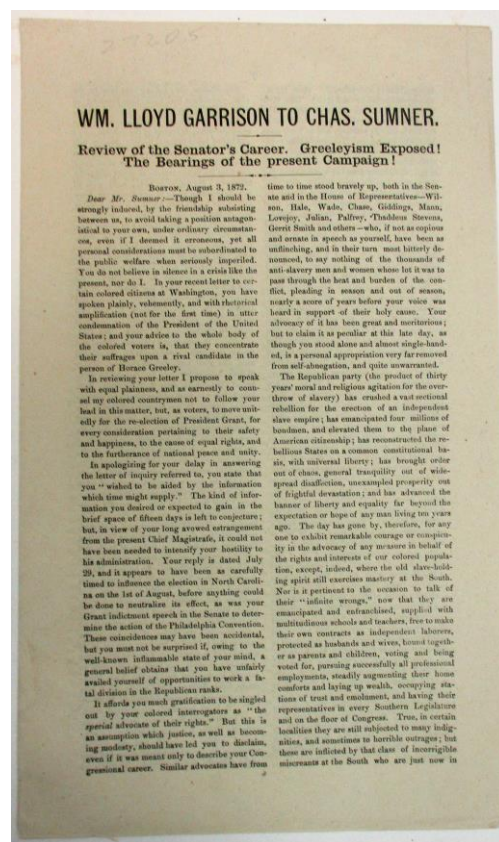 WM. LLOYD GARRISON TO CHAS. SUMNER.
Review of the Senator's Career. Greeleyism Exposed!
The Bearings of the present Campaign!
BOSTON, August 3, 1872.
Dear Mr. Sumner:—Though I should be
strongly induced, by the friendship subsisting
between us, to avoid taking a position antagon-
istical to your own, under ordinary circumstan-
ces, even if I deemed it erroneous, yet all
personal considerations must be subordinated to
the public welfare when seriously imperiled.
You do not believe in silence in a crisis like the
present, nor do I. In your recent letter to cer-
tain colored citizens at Washington, you have
spoken plainly, vehemently, and with rhetorical
amplification (not for the first time) in utter
condemnation of the President of the United
States; and your advice to the whole body of
the colored voters is, that they concentrate
their suffrages upon a rival candidate in the
person of Horace Greeley.
In reviewing your letter I propose to speak
with equal plainness, and as earnestly to coun-
sel my colored countrymen not to follow your
lead in this matter, but, as voters, to move unit-
edly for the re-election of President Grant, for
every consideration pertaining to their safety
and happiness, to the cause of equal rights, and
to the furtherance of national peace and unity.
In apologizing for your delay in answering
the letter of inquiry referred to, you state that
you "wished to be aided by the information
which time might supply." The kind of infor-
mation you desired or expected to gain in the
brief space of fifteen days is left to conjecture;
but, in view of your long avowed estrangement
from the present Chief Magistrate, it could not
have been needed to intensify your hostility to
his administration. Your reply is dated July
29, and it appears to have been as carefully
timed to influence the election in North Caroli-
na on the 1st of August, before anything could
be done to neutralize its effect, as was your
Grant indictment speech in the Senate to deter-
mine the action of the Philadelphia Convention.
These coincidences may have been accidental,
but you must not be surprised if, owing to the
well-known inflammable state of your mind, a
general belief obtains that you have unfairly
availed yourself of opportunities to work a fa-
tal division in the Republican ranks.
It affords you much gratification to be singled
out by your colored interrogators as "the
special advocate of their rights." But this is
an assumption which justice, as well as becom-
ing modesty, should have led you to disclaim,
even if it was meant only to describe your Con-
gressional career. Similar advocates have from
time to time stood bravely up, both in the Sen-
ate and in the House of Representatives—Wil-
son, Hale, Wade, Chase, Giddings, Mann,
Lovejoy, Julian, Palfrey, Thaddeus Stevens,
Gerrit Smith and others—who, if not as copious
and ornate in speech as yourself, have been as
unflinching, and in their turn most bitterly de-
nounced, to say nothing of the thousands of
anti-slavery men and women whose lot it was to
pass through the heat and burden of the con-
flict, pleading in season and out of season,
nearly a score of years before your voice was
heard in support of their holy cause. Your
advocacy of it has been great and meritorious;
but to claim it as peculiar at this late day, as
though you stood alone and almost single-hand-
ed, is a personal appropriation very far removed
from self-abnegation, and quite unwarranted.
The Republican party (the product of thirty
years' moral and religious agitation for the over-
throw of slavery) has crushed a vast sectional
rebellion for the erection of an independent
slave empire; has emancipated four millions of
bondmen, and elevated them to the plane of
American citizenship; has reconstructed the re-
bellious States on a common constitutional ba-
sis, with universal liberty; has brought order
out of chaos, general tranquility out of wide-
spread disaffection, unexampled prosperity out
of frightful devastation; and has advanced the
banner of liberty and equality far beyond the
expectation or hope of any man living ten years
ago. The day has gone by, therefore, for any
one to exhibit remarkable courage or conspicu-
ity in the advocacy of any measure in behalf of
the rights and interests of our colored popula-
tion, except, indeed, where the old slave-hold-
ing spirit still exercises mastery at the South.
Nor is it pertinent to the occasion to talk of
their "infinite wrongs," now that they are
emancipated and enfranchised, supplied with
multitudinous schools and teachers, free to make
their own contracts as independent laborers,
protected as husbands and wives, bound togeth-
er as parents and children, voting and being
voted for, pursuing successfully all professional
employments, steadily augmenting their home
comforts and laying up wealth, occupying sta-
tions of trust and emolument, and having their
representatives in every Southern Legislature
and on the floor of Congress. True, in certain
localities they are still subjected to many indig-
nities, and sometimes to horrible outrages; but
these are inflicted by that class of incorrigible
miscreants at the South who are just now in